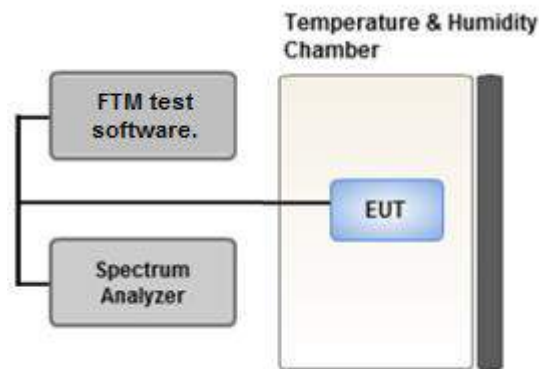 Temperature & Humidity
Chamber
FTM test
software.
EUT
Spectrum
Analyzer